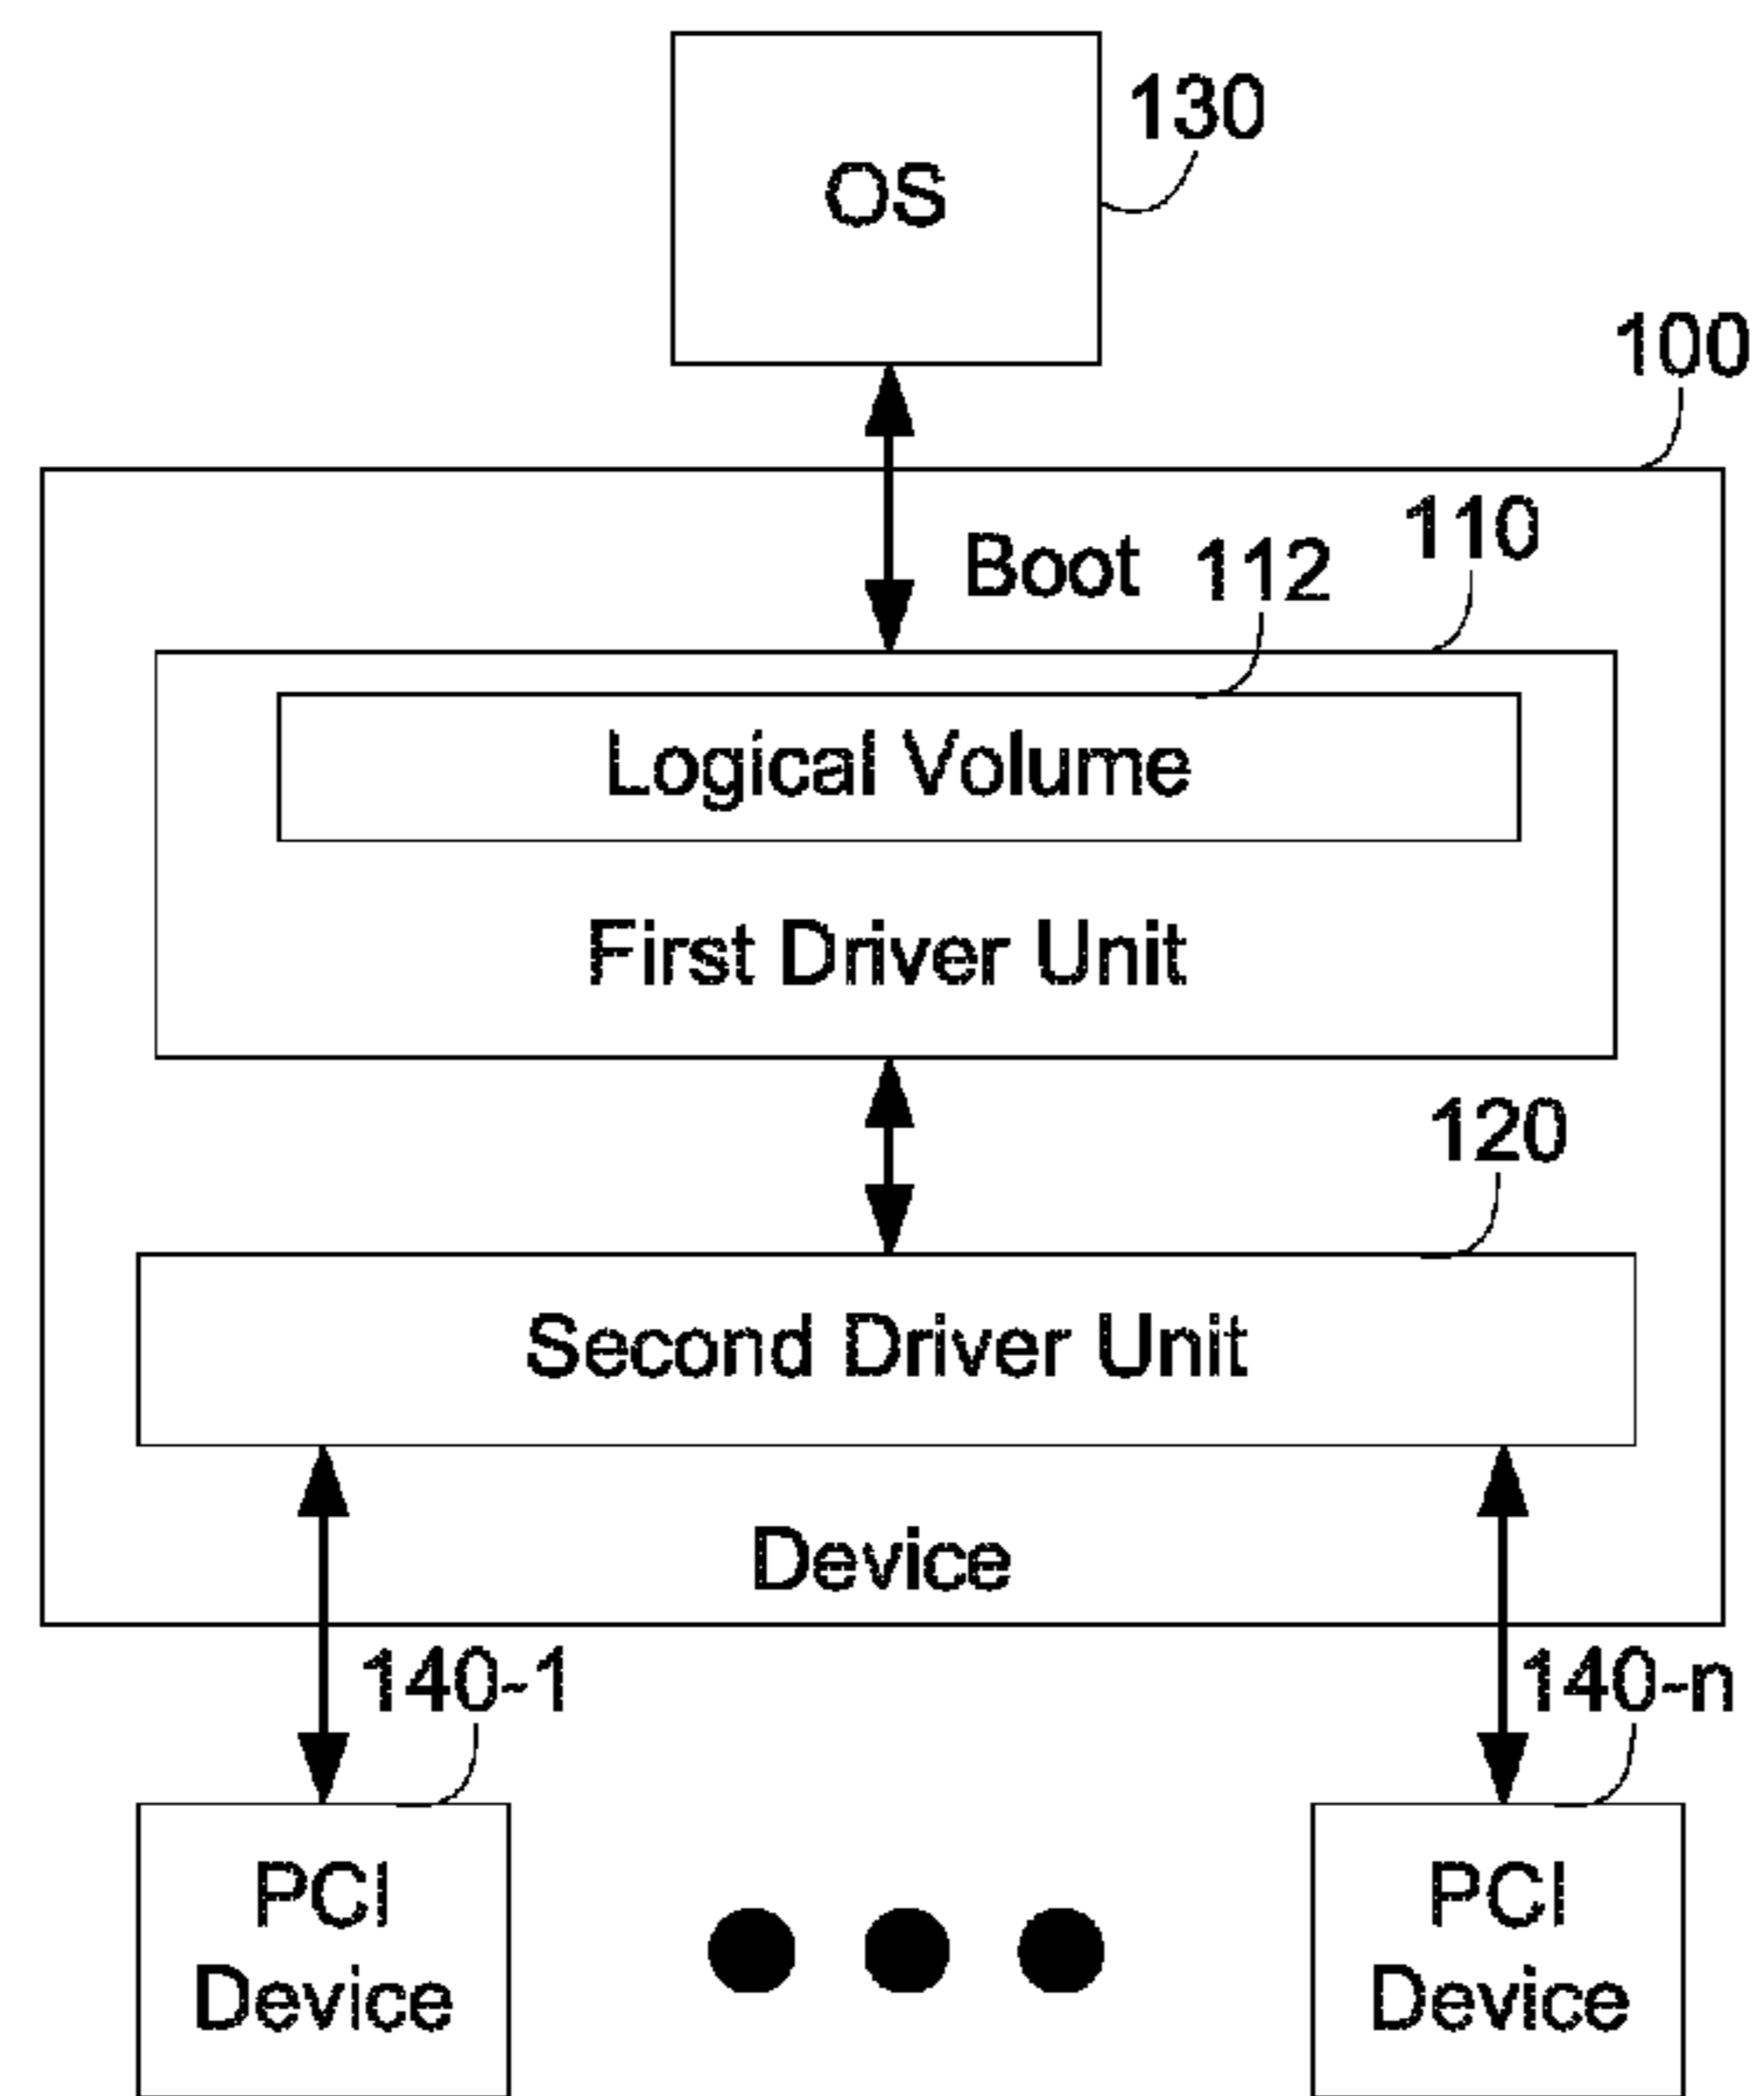 130
OS
100
110
Boot
112
Logical Volume
First Driver Unit
120
Second Driver Unit
Device
140-1
140-n
PCI
Device
PCI
Device